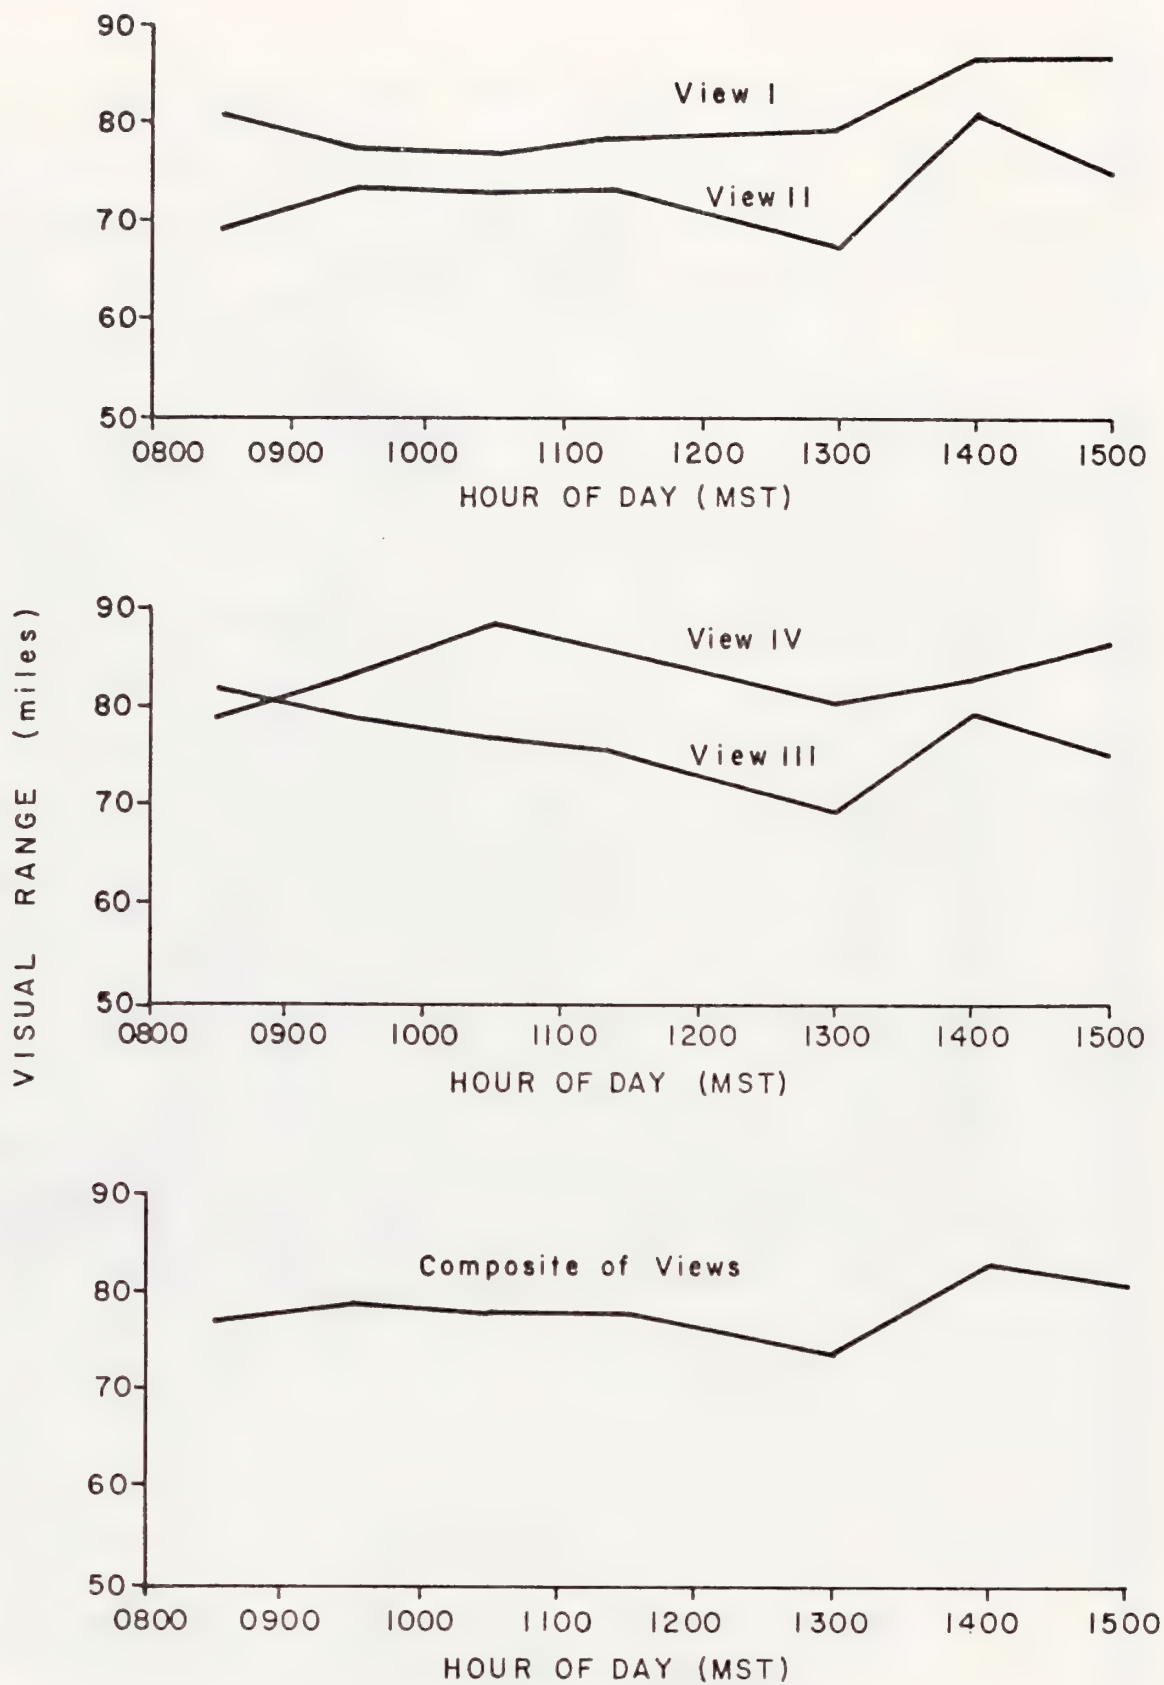 90
80
70
60
50
View I
View II
0800 0900 1000 1100 1200 1300 1400 1500
HOUR OF DAY (MST)
VISUAL RANGE (miles)
90
80
70
60
50
View IV
View III
0800 0900 1000 1100 1200 1300 1400 1500
HOUR OF DAY (MST)
90
80
70
60
50
Composite of Views
0800 0900 1000 1100 1200 1300 1400 1500
HOUR OF DAY (MST)